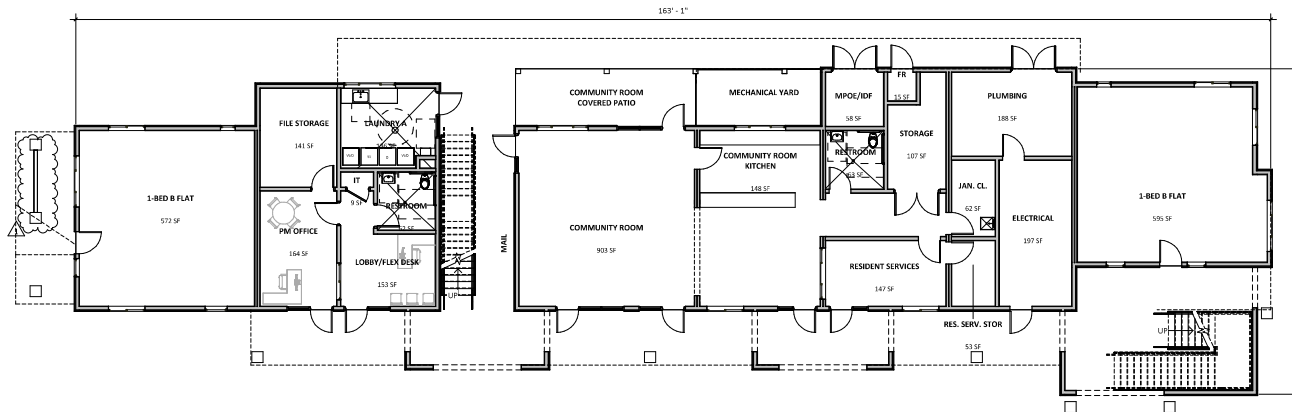 163' - 1"
FR
15 SF
COMMUNITY ROOM
COVERED PATIO
MECHANICAL YARD
MPOE/IDF
58 SF
PLUMBING
188 SF
FILE STORAGE
141 SF
LAUNDRY A
STORAGE
107 SF
RESTROOM
63 SF
COMMUNITY ROOM
KITCHEN
148 SF
IT
9 SF
RESTROOM
JAN. CL.
62 SF
1-BED B FLAT
572 SF
1-BED B FLAT
595 SF
ELECTRICAL
197 SF
PM OFFICE
164 SF
COMMUNITY ROOM
903 SF
MAIL
LOBBY/FLEX DESK
153 SF
RESIDENT SERVICES
147 SF
UP
RES. SERV. STOR
53 SF
UP